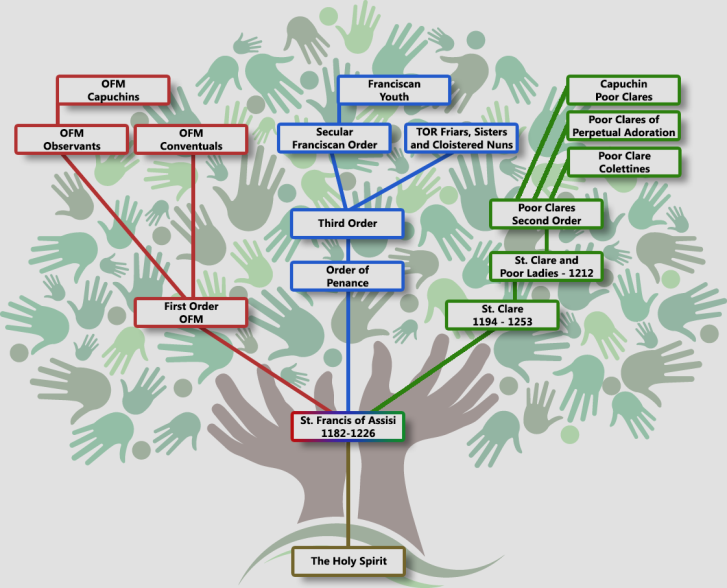 OFM
Capuchins
Franciscan
Youth
Capuchin
Poor Clares
Poor Clares of
Perpetual Adoration
OFM
Observants
OFM
Conventuals
Secular
Franciscan Order
TOR Friars, Sisters
and Cloistered Nuns
Poor Clare
Colettines
Third Order
Poor Clares
Second Order
Order of
Penance
St. Clare and
Poor Ladies - 1212
First Order
OFM
St. Clare
1194 - 1253
St. Francis of Assisi
1182-1226
The Holy Spirit